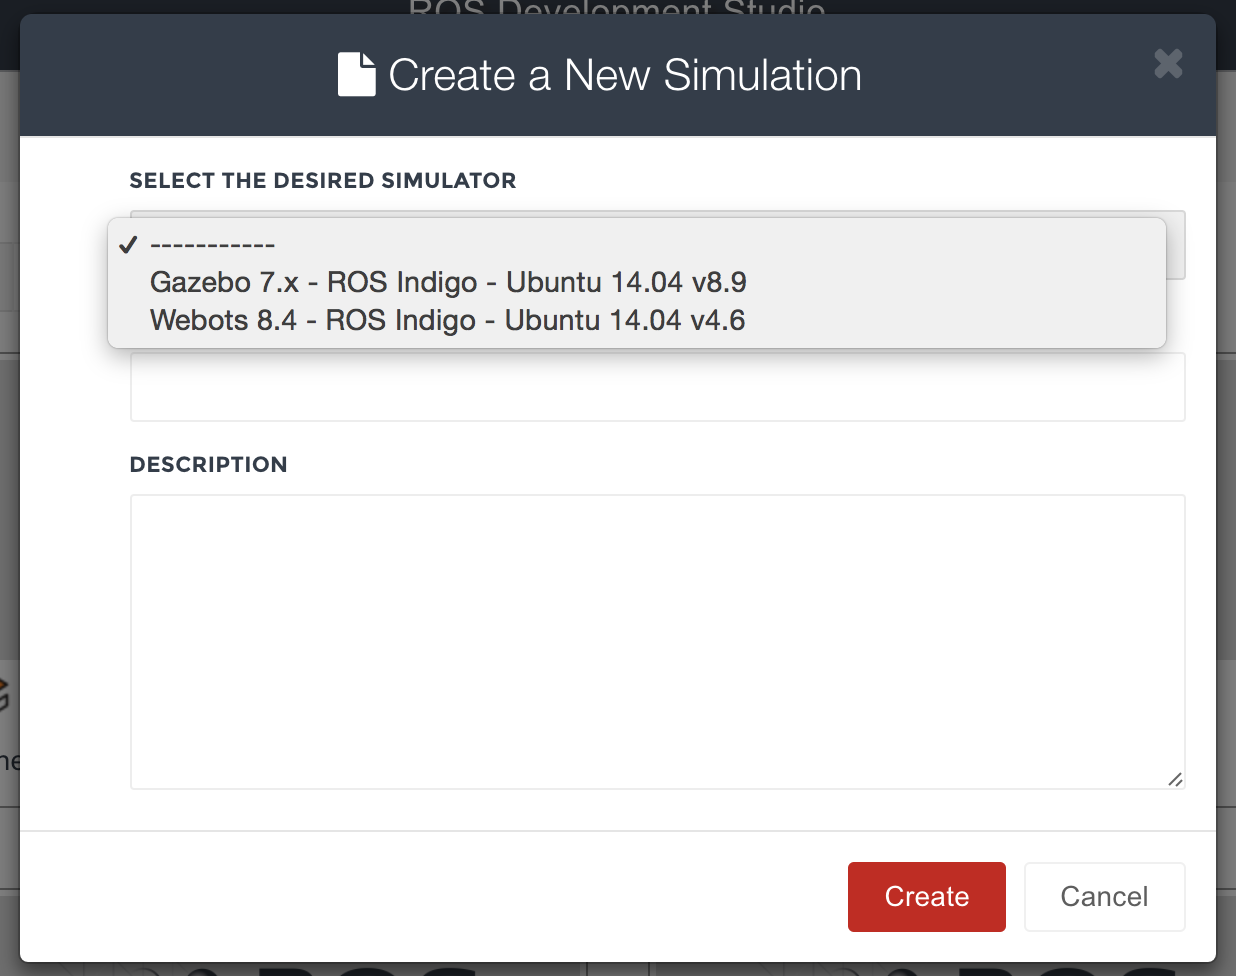 ROS Development Studio
Create a New Simulation
SELECT THE DESIRED SIMULATOR
-----------
Gazebo 7.x - ROS Indigo - Ubuntu 14.04 v8.9
Webots 8.4 - ROS Indigo - Ubuntu 14.04 v4.6
DESCRIPTION
Create
Cancel